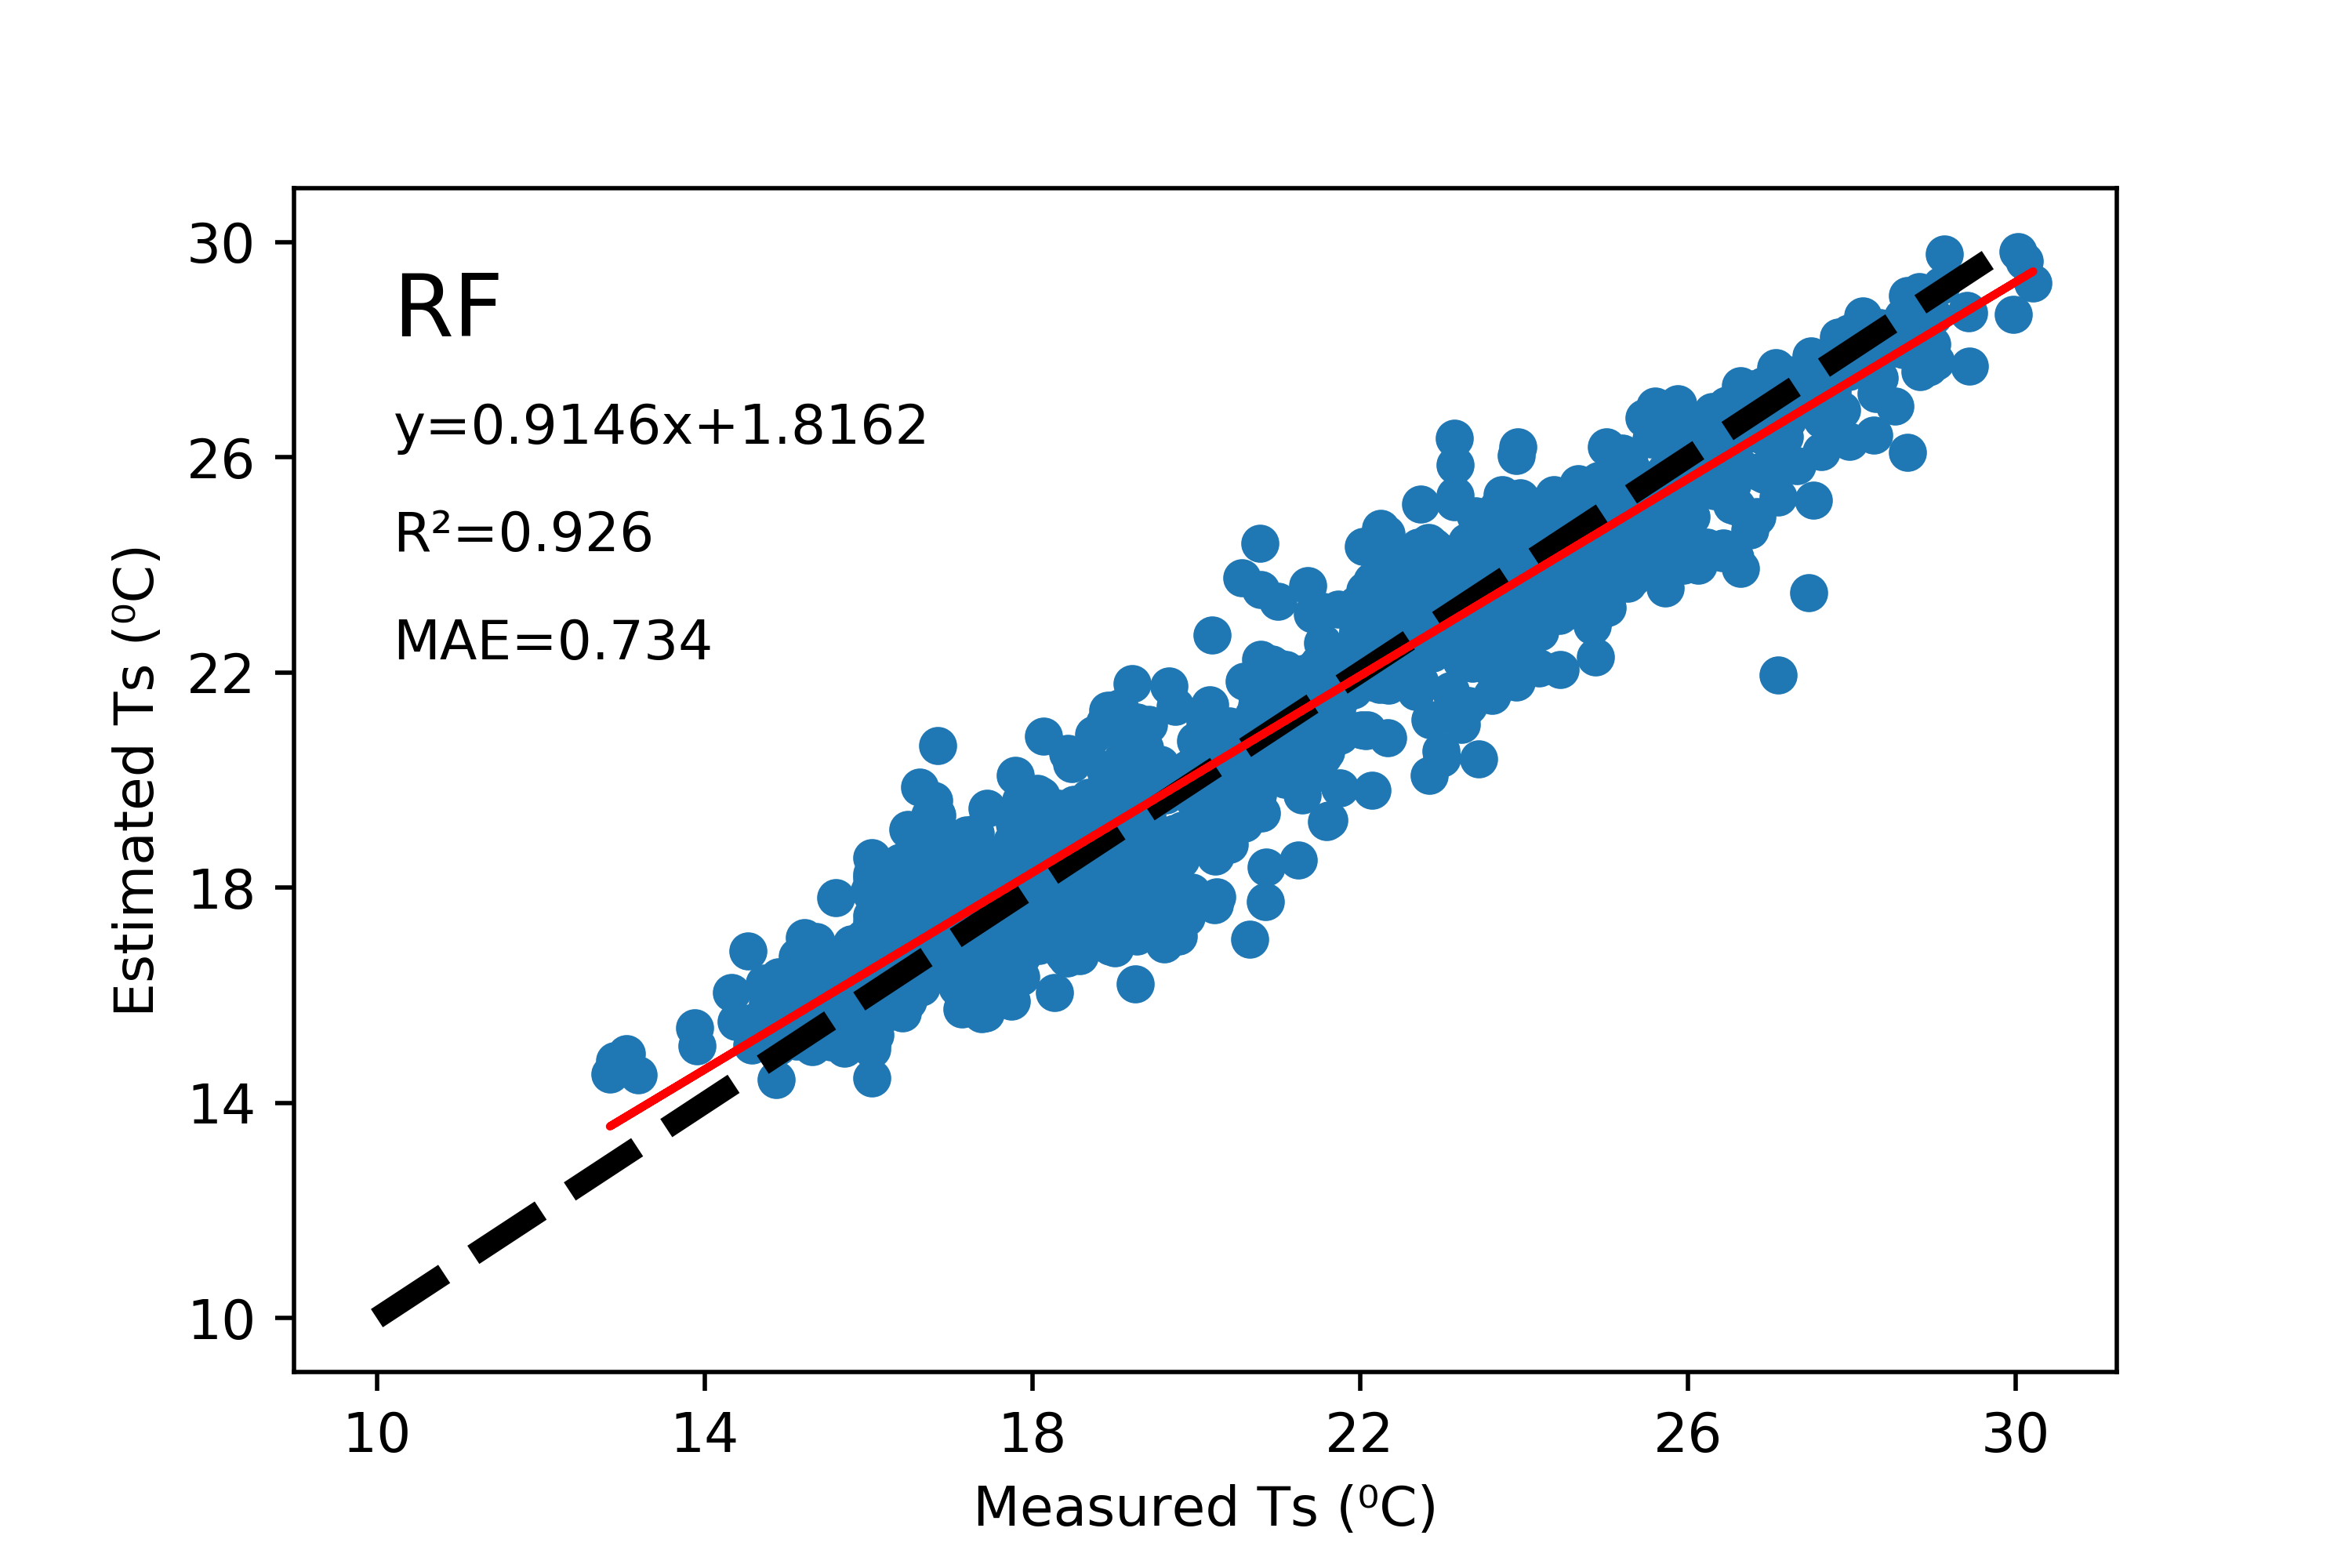 RF
y=0.9146x+1.8162
R²=0.926
MAE=0.734
Estimated Ts (⁰C)
30
26
22
18
14
10
10 14 18 22 26 30
Measured Ts (⁰C)